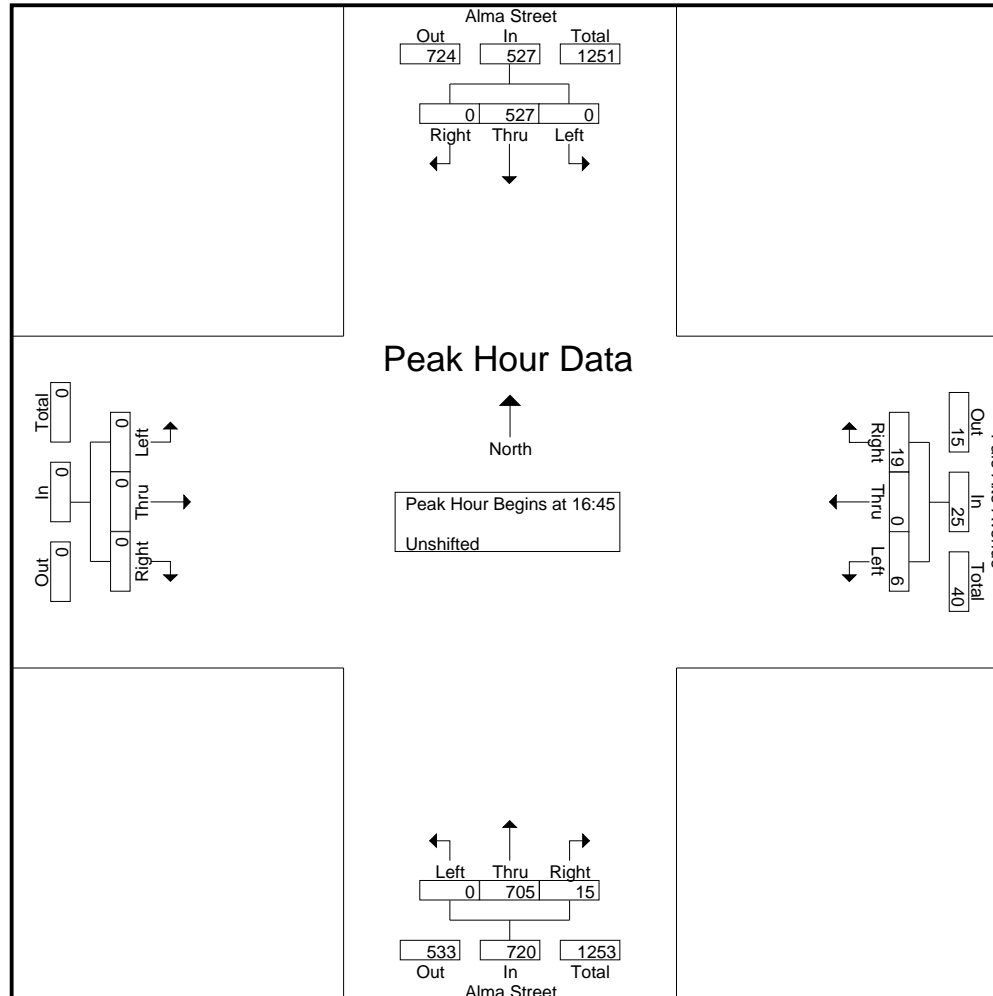 Alma Street
Out In Total
724 527 1251
0 527 0
Right Thru Left
Peak Hour Data
North
Peak Hour Begins at 16:45
Unshifted
Total In Out
0 0 0
0 0 0
Left Thru Right
Out In Total
15 25 40
19 0 6
Right Thru Left
Left Thru Right
0 705 15
533 720 1253
Out In Total
Alma Street